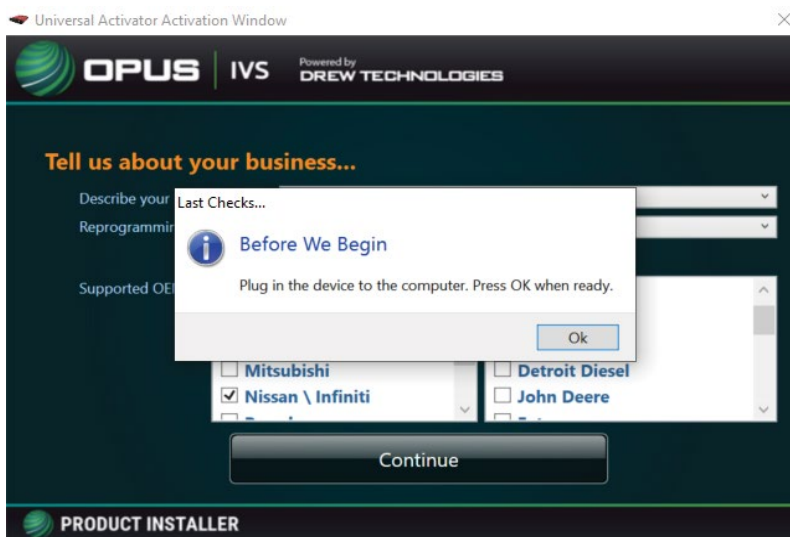 Universal Activator Activation Window
OPUS IVS Powered by
DREW TECHNOLOGIES
Tell us about your business...
Describe your
Last Checks...
Reprogrammin
Before We Begin
Supported OE
Plug in the device to the computer. Press OK when ready.
Ok
Mitsubishi
Detroit Diesel
Nissan \ Infiniti
John Deere
Continue
PRODUCT INSTALLER